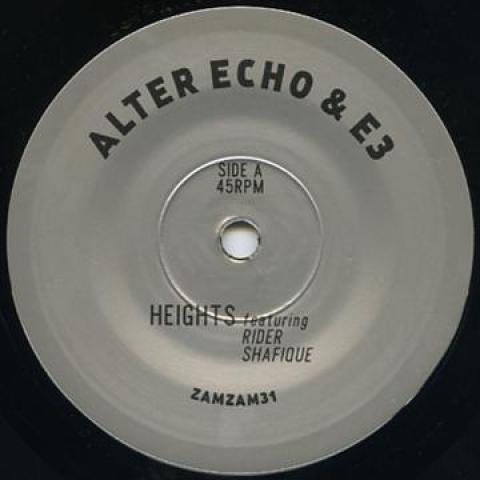 ALTER ECHO & E3
SIDE A
45RPM
HEIGHTS featuring
RIDER
SHAFIQUE
ZAMZAM31